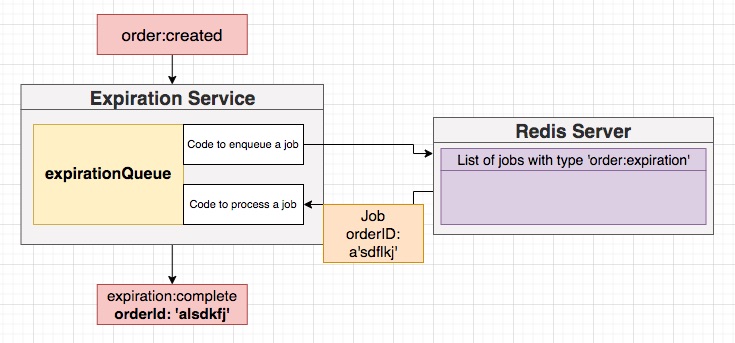 order:created
Expiration Service
expirationQueue
Code to enqueue a job
Code to process a job
Redis Server
List of jobs with type 'order:expiration'
Job
orderID:
a'sdflkj'
expiration:complete
orderId: 'alsdkfj'